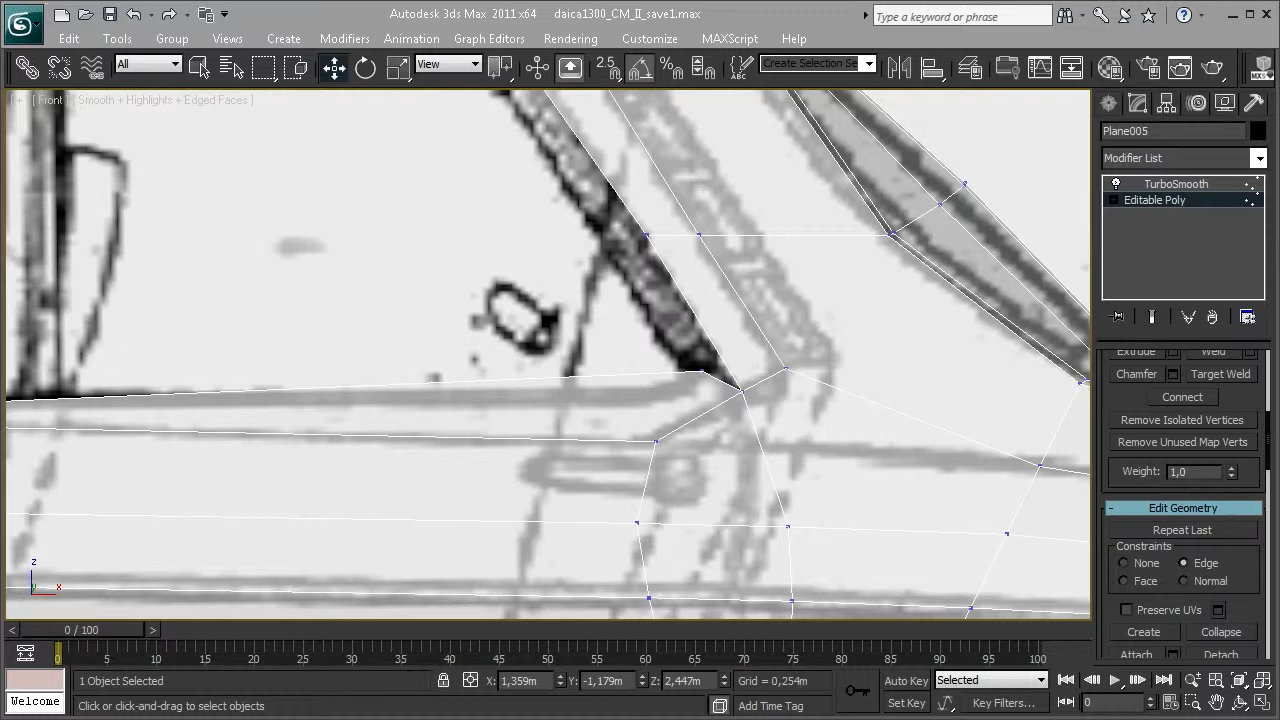 Autodesk 3ds Max 2011 x64 daica1300_CM_II_save1.max
Type a keyword or phrase
Edit Tools Group Views Create Modifiers Animation Graph Editors Rendering Customize MAXScript Help
All View 2.5 Create Selection Se
[ + ] [ Front ] [ Smooth + Highlights + Edged Faces ]
Plane005
Modifier List
TurboSmooth
Editable Poly
Extrude Weld
Chamfer Target Weld
Connect
Remove Isolated Vertices
Remove Unused Map Verts
Weight: 1,0
- Edit Geometry
Repeat Last
Constraints
None Edge
Face Normal
Preserve UVs
Create Collapse
Attach Detach
z
y x
< 0 / 100 >
0 5 10 15 20 25 30 35 40 45 50 55 60 65 70 75 80 85 90 95 100
1 Object Selected X: 1,359m Y: -1,179m Z: 2,447m Grid = 0,254m Auto Key Selected
Welcome Click or click-and-drag to select objects Add Time Tag Set Key Key Filters... 0